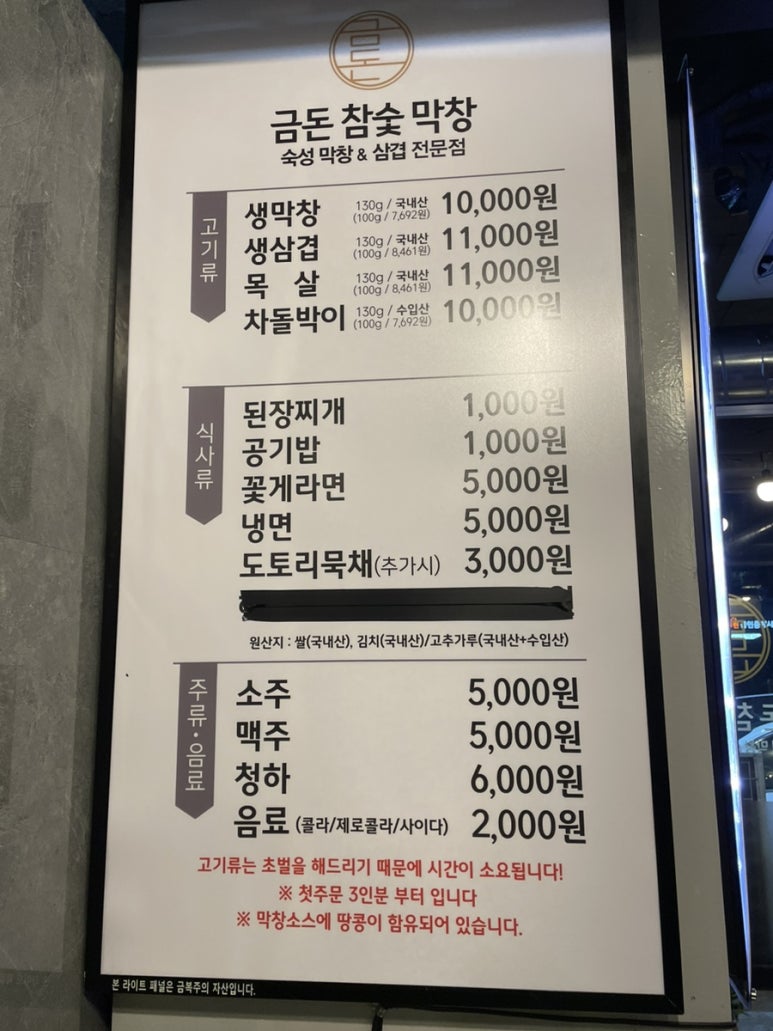 금돈
금돈 참숯 막창
숙성 막창 & 삼겹 전문점
고기류
생막창 130g / 국내산 (100g / 7,692원) 10,000원
생삼겹 130g / 국내산 (100g / 8,461원) 11,000원
목 살 130g / 국내산 (100g / 8,461원) 11,000원
차돌박이 130g / 수입산 (100g / 7,692원) 10,000원
식사류
된장찌개 1,000원
공기밥 1,000원
꽃게라면 5,000원
냉면 5,000원
도토리묵채(추가시) 3,000원
원산지 : 쌀(국내산), 김치(국내산)/고추가루(국내산+수입산)
주류·음료
소주 5,000원
맥주 5,000원
청하 6,000원
음료 (콜라/제로콜라/사이다) 2,000원
고기류는 초벌을 해드리기 때문에 시간이 소요됩니다!
※ 첫주문 3인분 부터 입니다
※ 막창소스에 땅콩이 함유되어 있습니다.
본 라이트 패널은 금복주의 자산입니다.